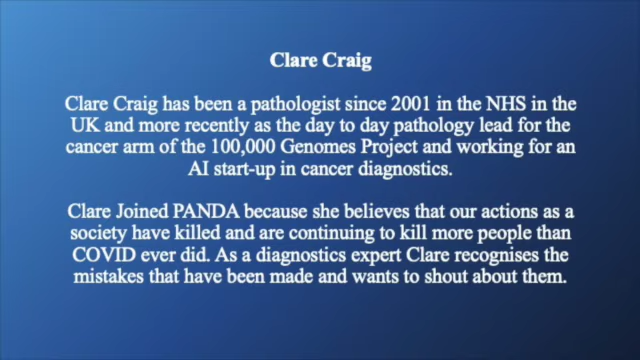 Clare Craig
Clare Craig has been a pathologist since 2001 in the NHS in the
UK and more recently as the day to day pathology lead for the
cancer arm of the 100,000 Genomes Project and working for an
AI start-up in cancer diagnostics.
Clare Joined PANDA because she believes that our actions as a
society have killed and are continuing to kill more people than
COVID ever did. As a diagnostics expert Clare recognises the
mistakes that have been made and wants to shout about them.